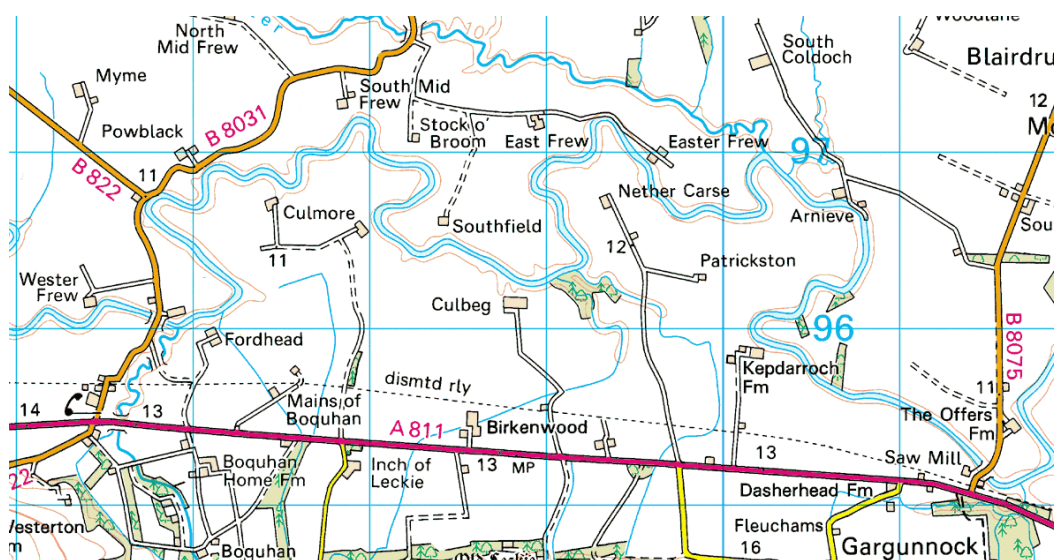 North
Mid Frew
Woodlane
South
Coldoch
Blairdru
Myme
South Mid
Frew
12
M
Powblack
B 8031
Stock o'
Broom
East Frew
Easter Frew
97
B 822
11
Nether Carse
Culmore
Southfield
Arnieve
Sou
11
12
Patrickston
Wester
Frew
Culbeg
96
B 8075
Fordhead
Kepdarroch
Fm
dismtd rly
11
14
13
Mains of
Boquhan
A 811
Birkenwood
The Offers
Fm
Boquhan
Home Fm
Inch of
Leckie
13
MP
13
Saw Mill
22
Dasherhead Fm
Westerton
m
Fleuchams
16
Boquhan
Gargunnock